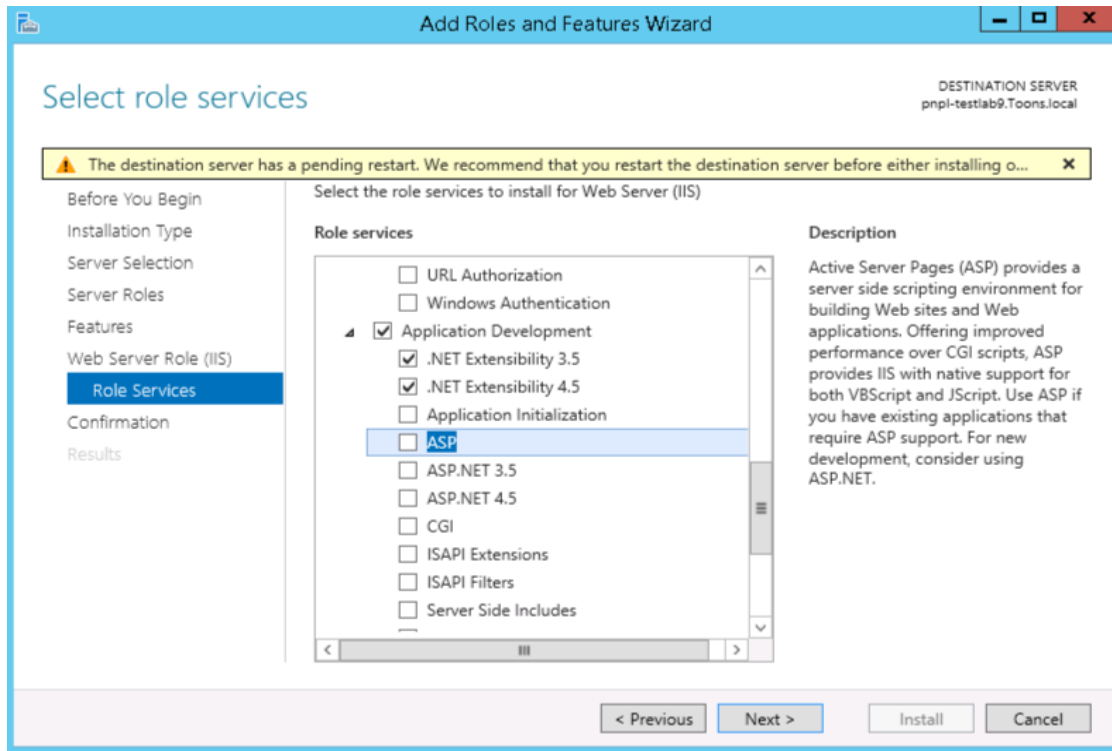 Add Roles and Features Wizard
Select role services
DESTINATION SERVER
pnpl-testlab9.Toons.local
The destination server has a pending restart. We recommend that you restart the destination server before either installing o...
Before You Begin
Installation Type
Server Selection
Server Roles
Features
Web Server Role (IIS)
Role Services
Confirmation
Results
Select the role services to install for Web Server (IIS)
Role services
URL Authorization
Windows Authentication
Application Development
.NET Extensibility 3.5
.NET Extensibility 4.5
Application Initialization
ASP
ASP.NET 3.5
ASP.NET 4.5
CGI
ISAPI Extensions
ISAPI Filters
Server Side Includes
Description
Active Server Pages (ASP) provides a
server side scripting environment for
building Web sites and Web
applications. Offering improved
performance over CGI scripts, ASP
provides IIS with native support for
both VBScript and JScript. Use ASP if
you have existing applications that
require ASP support. For new
development, consider using
ASP.NET.
< Previous
Next >
Install
Cancel